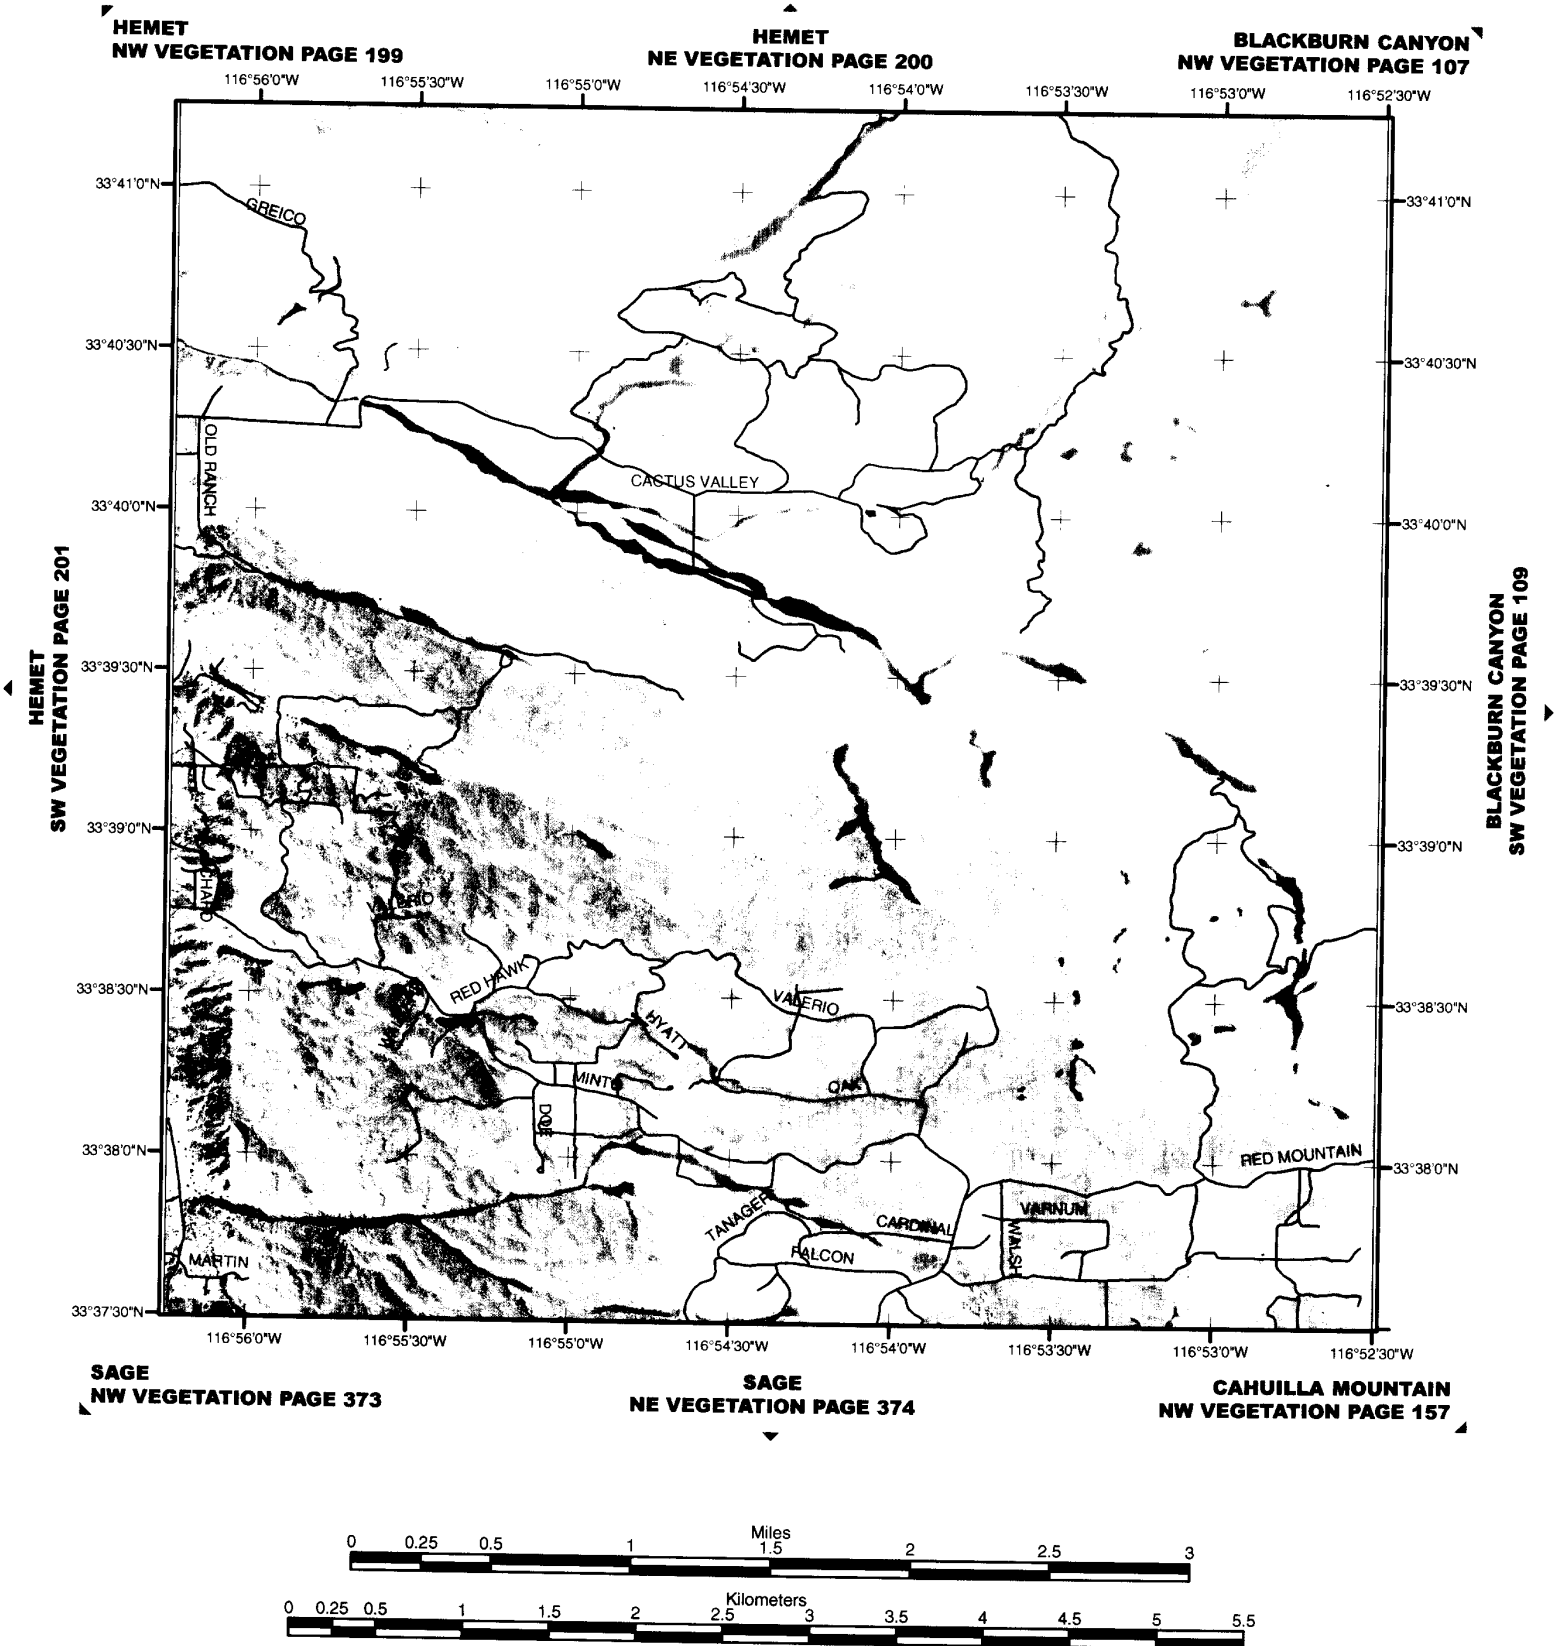 HEMET
NW VEGETATION PAGE 199
HEMET
NE VEGETATION PAGE 200
BLACKBURN CANYON
NW VEGETATION PAGE 107
116°56'0"W
116°55'30"W
116°55'0"W
116°54'30"W
116°54'0"W
116°53'30"W
116°53'0"W
116°52'30"W
33°41'0"N
33°41'0"N
GREICO
33°40'30"N
33°40'30"N
OLD RANCH
CACTUS VALLEY
33°40'0"N
33°40'0"N
HEMET
SW VEGETATION PAGE 201
BLACKBURN CANYON
SW VEGETATION PAGE 109
33°39'30"N
33°39'30"N
33°39'0"N
33°39'0"N
RED HAWK
33°38'30"N
VALERIO
33°38'30"N
HYATT
OAK
DOE
33°38'0"N
RED MOUNTAIN
33°38'0"N
TANAGER
CARDINAL
VARNUM
WALSH
FALCON
MARTIN
33°37'30"N
116°56'0"W
116°55'30"W
116°55'0"W
116°54'30"W
116°54'0"W
116°53'30"W
116°53'0"W
116°52'30"W
SAGE
NW VEGETATION PAGE 373
SAGE
NE VEGETATION PAGE 374
CAHUILLA MOUNTAIN
NW VEGETATION PAGE 157
Miles
0 0.25 0.5 1 1.5 2 2.5 3
Kilometers
0 0.25 0.5 1 1.5 2 2.5 3 3.5 4 4.5 5 5.5